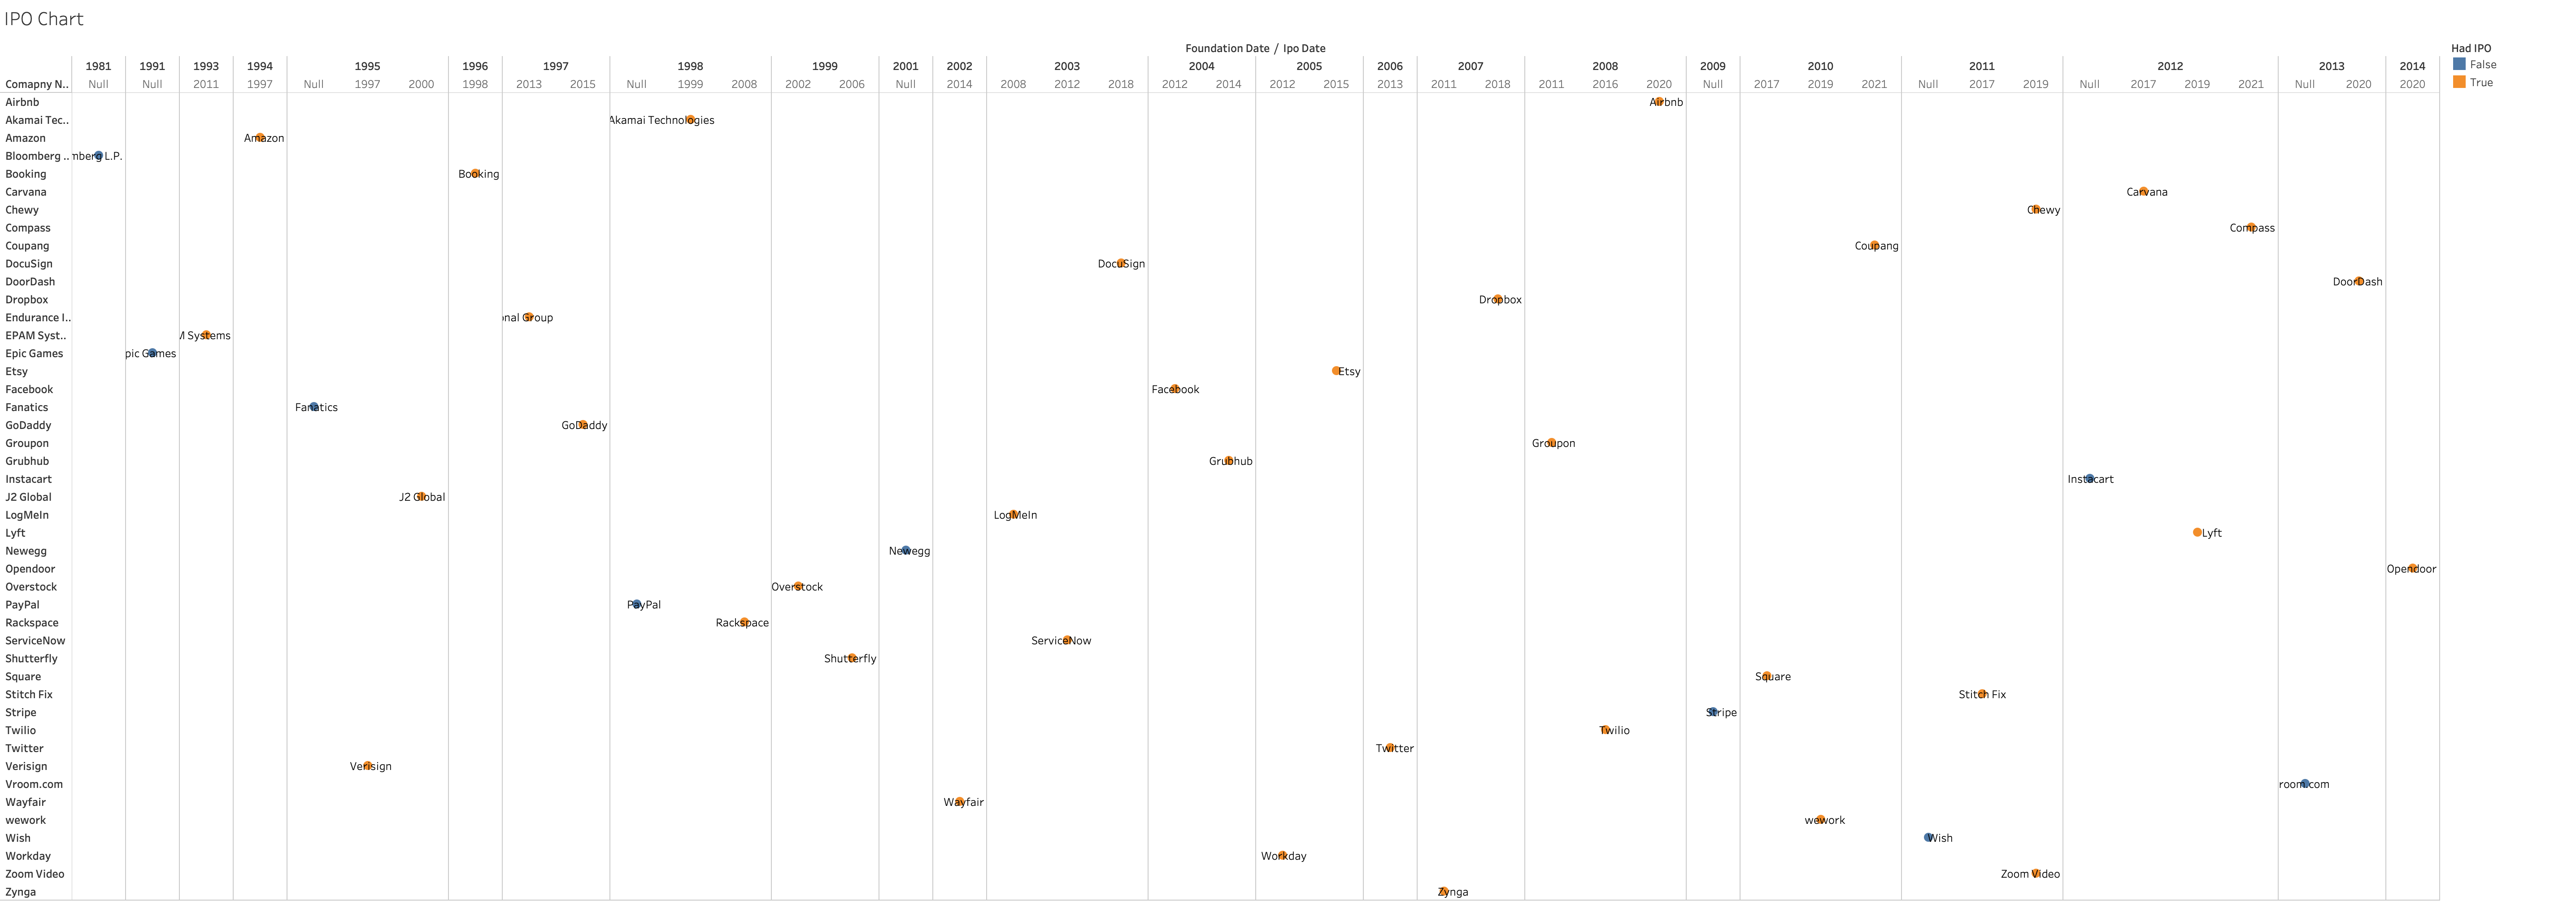 IPO Chart
Foundation Date / Ipo Date
Had IPO
1981 1991 1993 1994 1995 1996 1997 1998 1999 2001 2002 2003 2004 2005 2006 2007 2008 2009 2010 2011 2012 2013 2014
False
Comapny N.. Null Null 2011 1997 Null 1997 2000 1998 2013 2015 Null 1999 2008 2002 2006 Null 2014 2008 2012 2018 2012 2014 2012 2015 2013 2011 2018 2011 2016 2020 Null 2017 2019 2021 Null 2017 2019 Null 2017 2019 2021 Null 2020 2020
True
Airbnb Airbnb
Akamai Tec.. Akamai Technologies
Amazon Amazon
Bloomberg .. mberg L.P.
Booking Booking
Carvana Carvana
Chewy Chewy
Compass Compass
Coupang Coupang
DocuSign DocuSign
DoorDash DoorDash
Dropbox Dropbox
Endurance I.. onal Group
EPAM Syst.. M Systems
Epic Games pic Games
Etsy Etsy
Facebook Facebook
Fanatics Fanatics
GoDaddy GoDaddy
Groupon Groupon
Grubhub Grubhub
Instacart Instacart
J2 Global J2 Global
LogMeIn LogMeIn
Lyft Lyft
Newegg Newegg
Opendoor Opendoor
Overstock Overstock
PayPal PayPal
Rackspace Rackspace
ServiceNow ServiceNow
Shutterfly Shutterfly
Square Square
Stitch Fix Stitch Fix
Stripe Stripe
Twilio Twilio
Twitter Twitter
Verisign Verisign
Vroom.com room.com
Wayfair Wayfair
wework wework
Wish Wish
Workday Workday
Zoom Video Zoom Video
Zynga Zynga